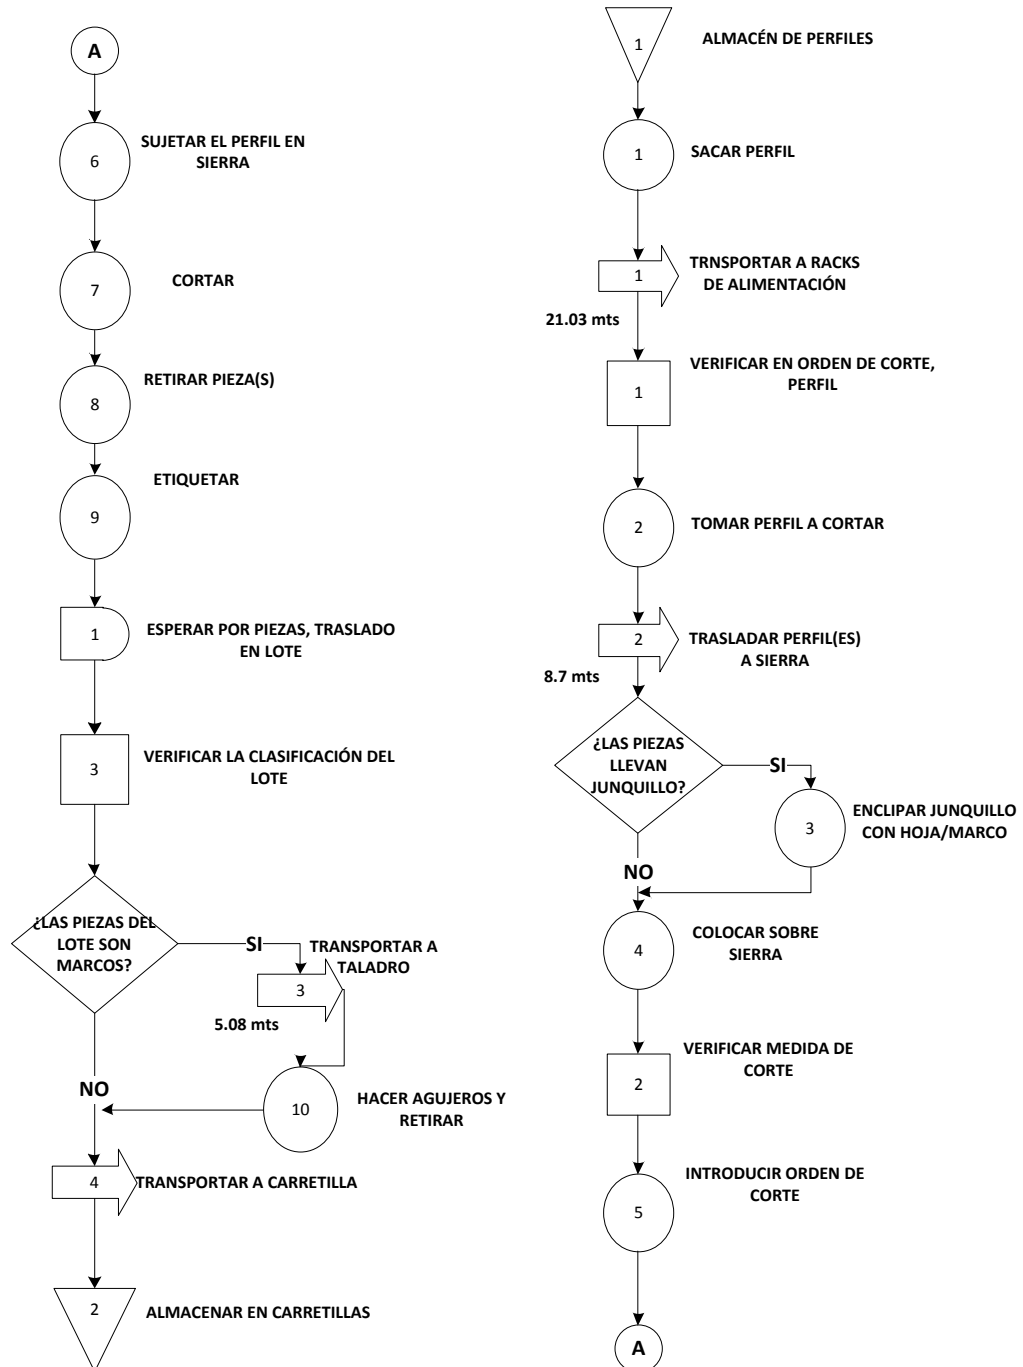 A
6
SUJETAR EL PERFIL EN
SIERRA
7
CORTAR
8
RETIRAR PIEZA(S)
9
ETIQUETAR
1
ESPERAR POR PIEZAS, TRASLADO
EN LOTE
3
VERIFICAR LA CLASIFICACIÓN DEL
LOTE
¿LAS PIEZAS DEL
LOTE SON
MARCOS?
SI
TRANSPORTAR A
TALADRO
3
5.08 mts
10
HACER AGUJEROS Y
RETIRAR
NO
4
TRANSPORTAR A CARRETILLA
2
ALMACENAR EN CARRETILLAS
1
ALMACÉN DE PERFILES
1
SACAR PERFIL
1
TRNSPORTAR A RACKS
DE ALIMENTACIÓN
21.03 mts
1
VERIFICAR EN ORDEN DE CORTE,
PERFIL
2
TOMAR PERFIL A CORTAR
2
TRASLADAR PERFIL(ES)
A SIERRA
8.7 mts
¿LAS PIEZAS
LLEVAN
JUNQUILLO?
SI
3
ENCLIPAR JUNQUILLO
CON HOJA/MARCO
NO
4
COLOCAR SOBRE
SIERRA
2
VERIFICAR MEDIDA DE
CORTE
5
INTRODUCIR ORDEN DE
CORTE
A